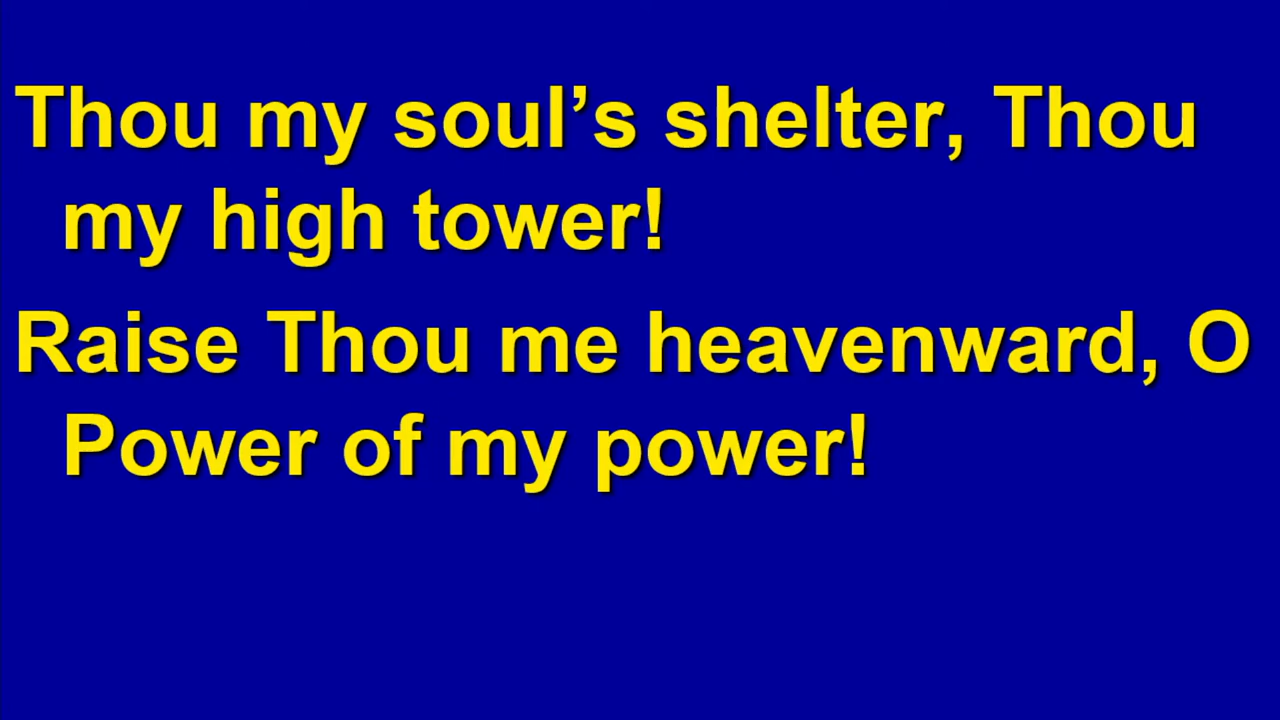 Thou my soul’s shelter, Thou
my high tower!
Raise Thou me heavenward, O
Power of my power!